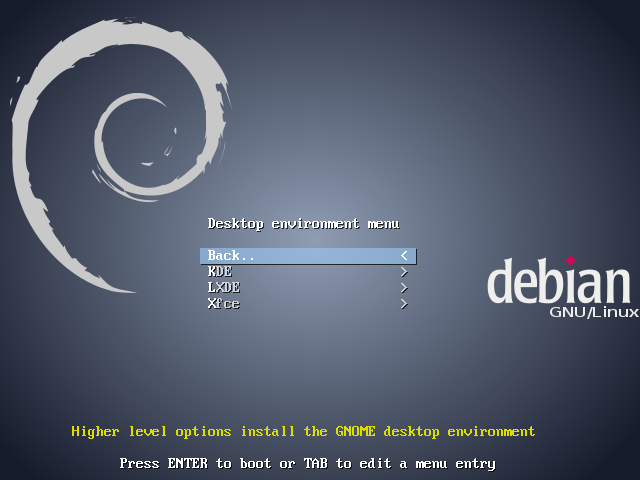 Desktop environment menu
Back.. <
KDE >
LXDE >
Xfce >
debian
GNU/Linux
Higher level options install the GNOME desktop environment
Press ENTER to boot or TAB to edit a menu entry